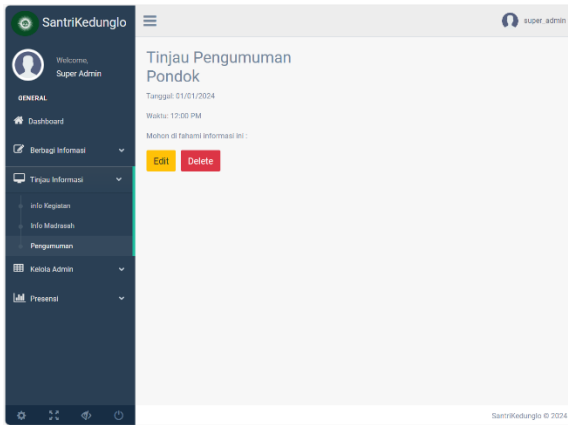 SantriKedunglo
super_admin
Welcome,
Super Admin
GENERAL
Dashboard
Berbagi Infomasi
Tinjau Informasi
info Kegiatan
Info Madrasah
Pengumuman
Kelola Admin
Presensi
Tinjau Pengumuman
Pondok
Tanggal: 01/01/2024
Waktu: 12:00 PM
Mohon di fahami informasi ini :
Edit Delete
SantriKedunglo © 2024